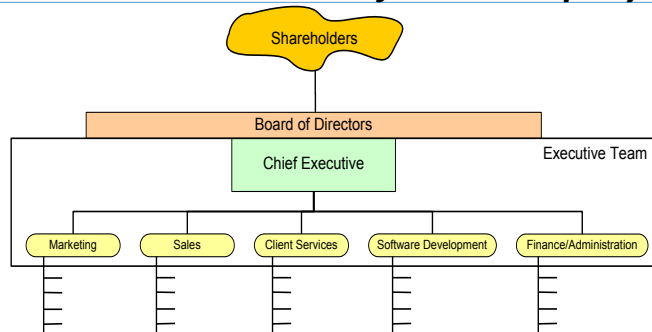 Shareholders
Board of Directors
Chief Executive
Executive Team
Marketing
Sales
Client Services
Software Development
Finance/Administration